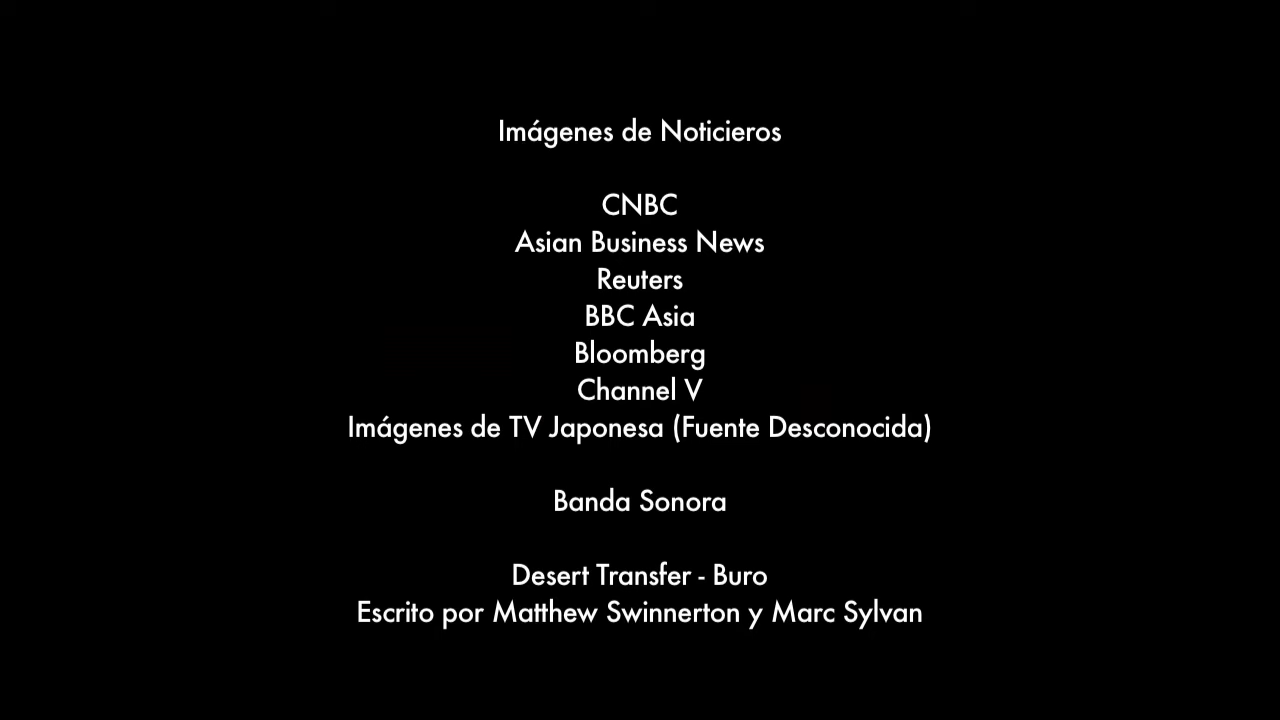 Imágenes de Noticieros
CNBC
Asian Business News
Reuters
BBC Asia
Bloomberg
Channel V
Imágenes de TV Japonesa (Fuente Desconocida)
Banda Sonora
Desert Transfer - Buro
Escrito por Matthew Swinnerton y Marc Sylvan